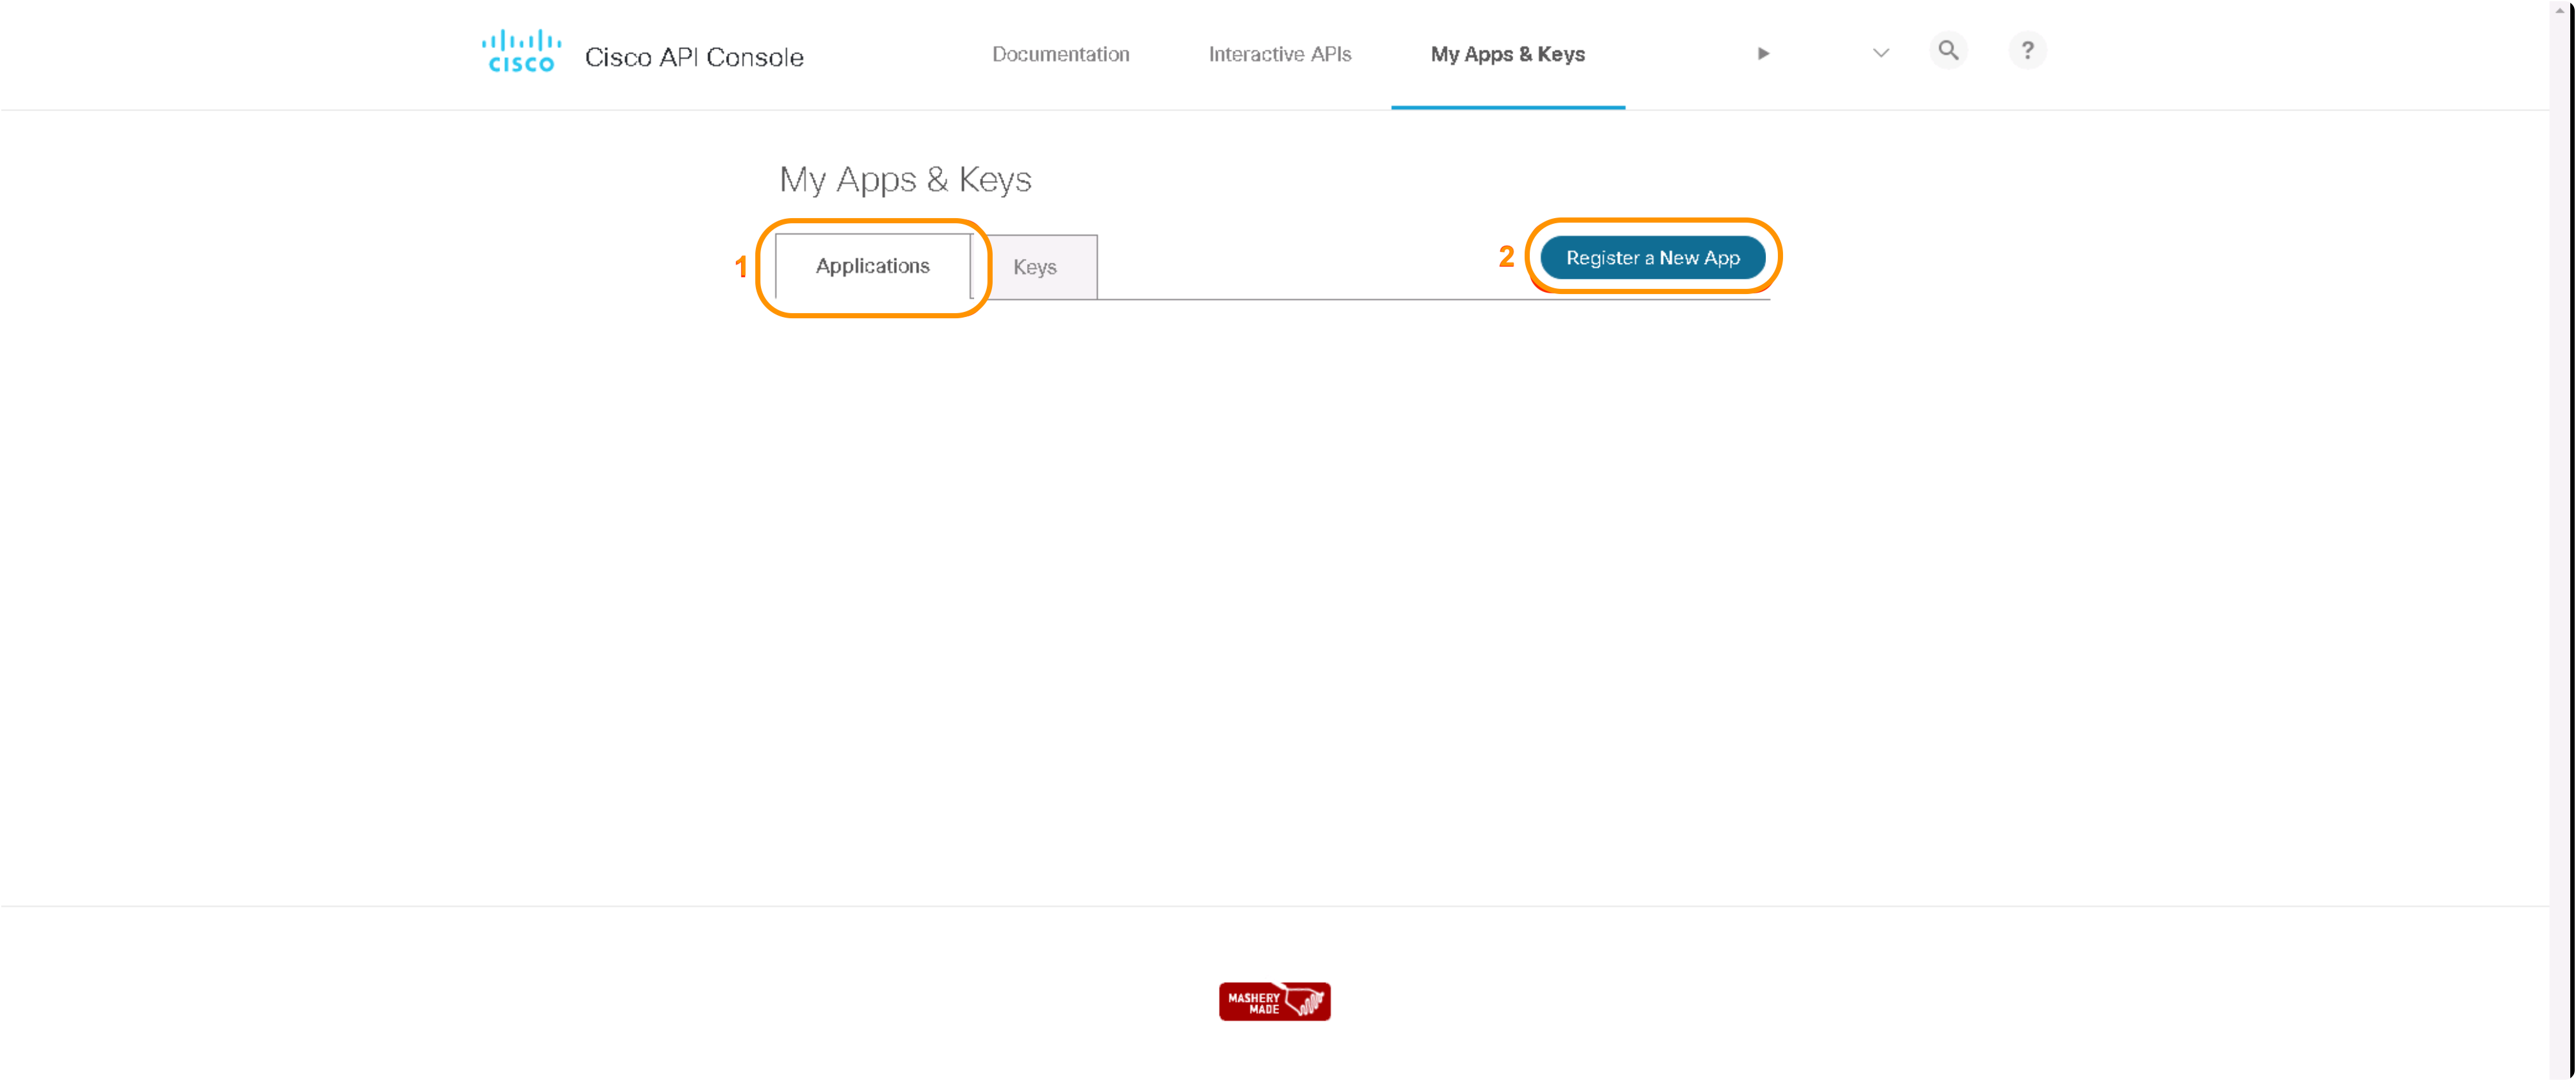 CISCO
Cisco API Console
Documentation
Interactive APIs
My Apps & Keys
?
My Apps & Keys
1
Applications
Keys
2
Register a New App
MASHERY
MADE